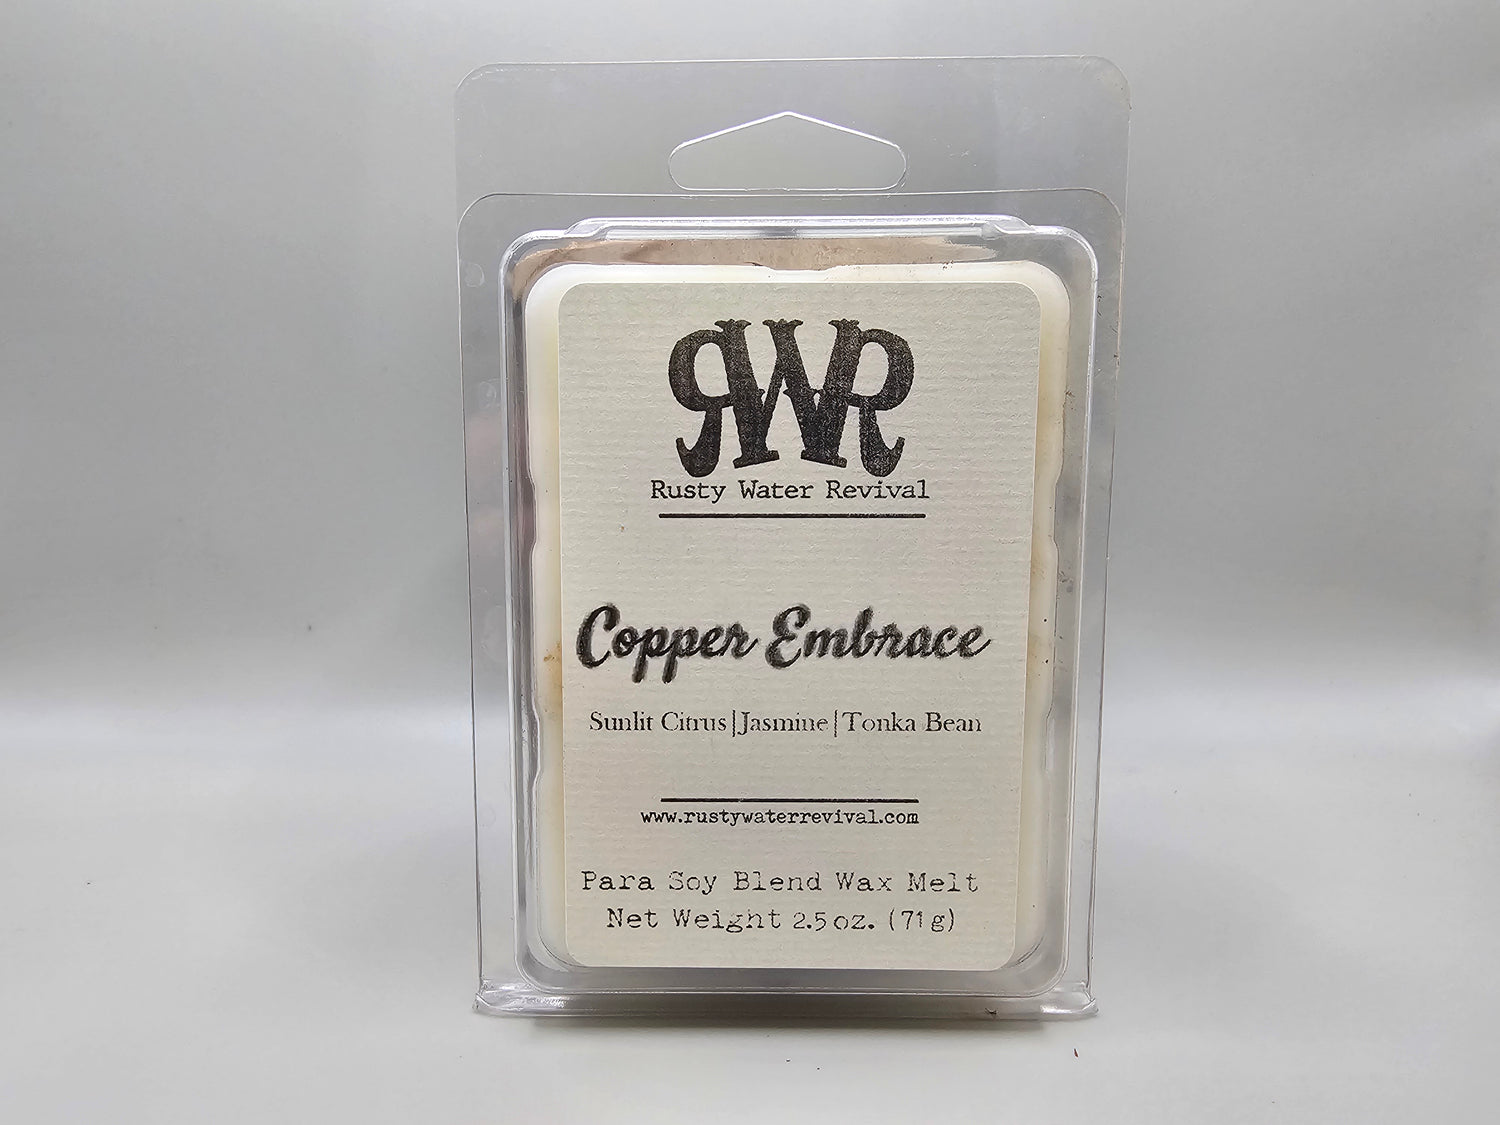 RWR
Rusty Water Revival
Copper Embrace
Sunlit Citrus|Jasmine|Tonka Bean
www.rustywaterrevival.com
Para Soy Blend Wax Melt
Net Weight 2.5 oz. (71 g)